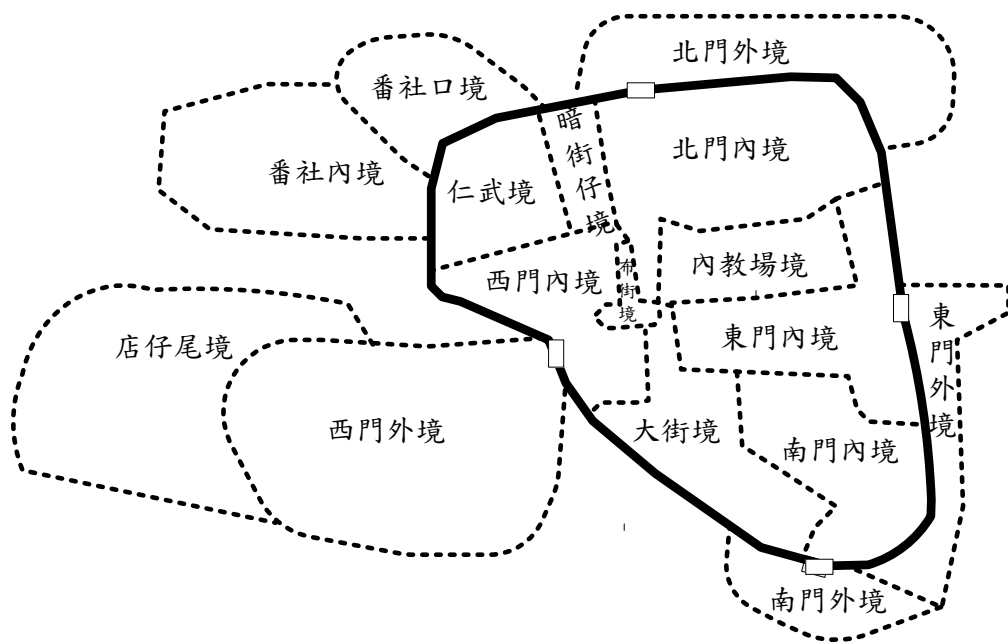 北門外境
番社口境
暗街仔境
北門內境
番社內境
仁武境
內教場境
西門內境
布街境
東門內境
東門外境
店仔尾境
西門外境
大街境
南門內境
南門外境